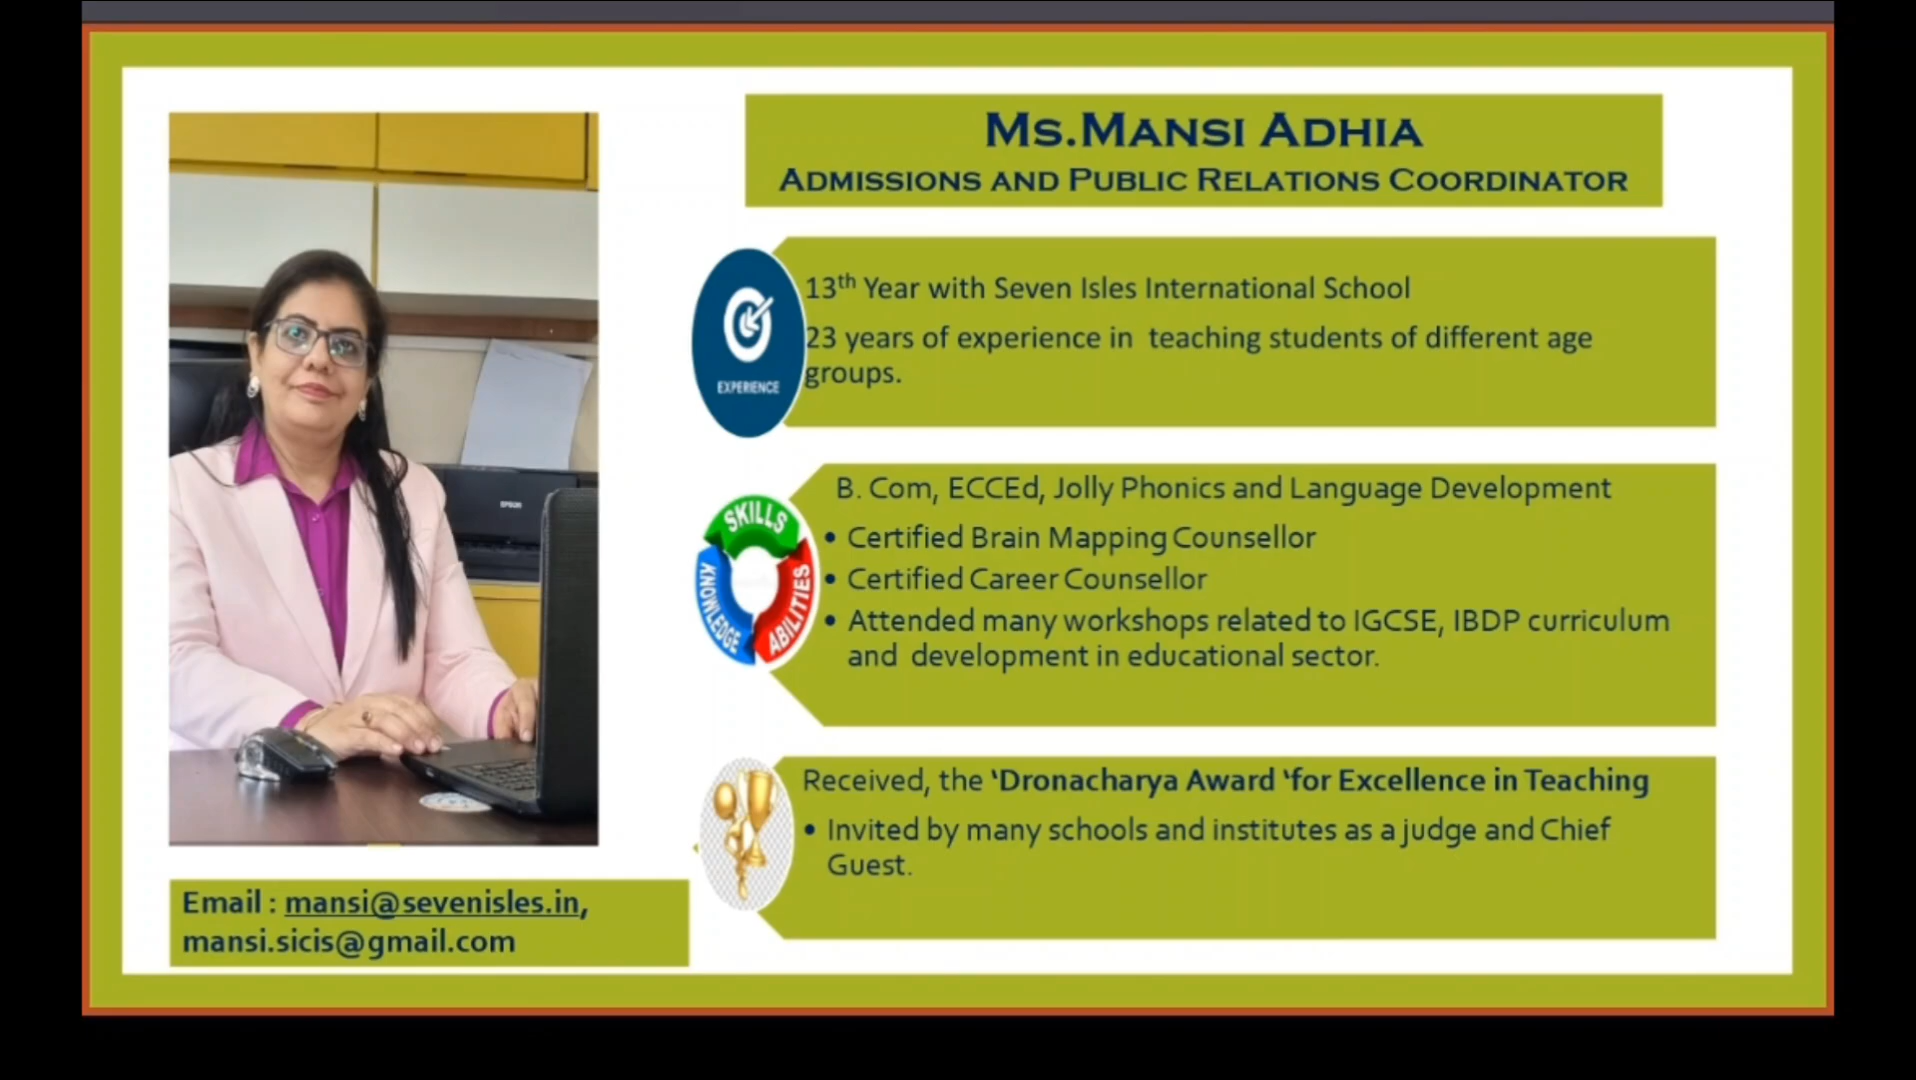 Ms.Mansi Adhia
Admissions and Public Relations Coordinator
13th Year with Seven Isles International School
23 years of experience in teaching students of different age
groups.
EXPERIENCE
B. Com, ECCEd, Jolly Phonics and Language Development
• Certified Brain Mapping Counsellor
• Certified Career Counsellor
• Attended many workshops related to IGCSE, IBDP curriculum
and development in educational sector.
SKILLS
KNOWLEDGE
ABILITIES
Received, the ‘Dronacharya Award ‘for Excellence in Teaching
• Invited by many schools and institutes as a judge and Chief
Guest.
EPSON
Email : mansi@sevenisles.in,
mansi.sicis@gmail.com